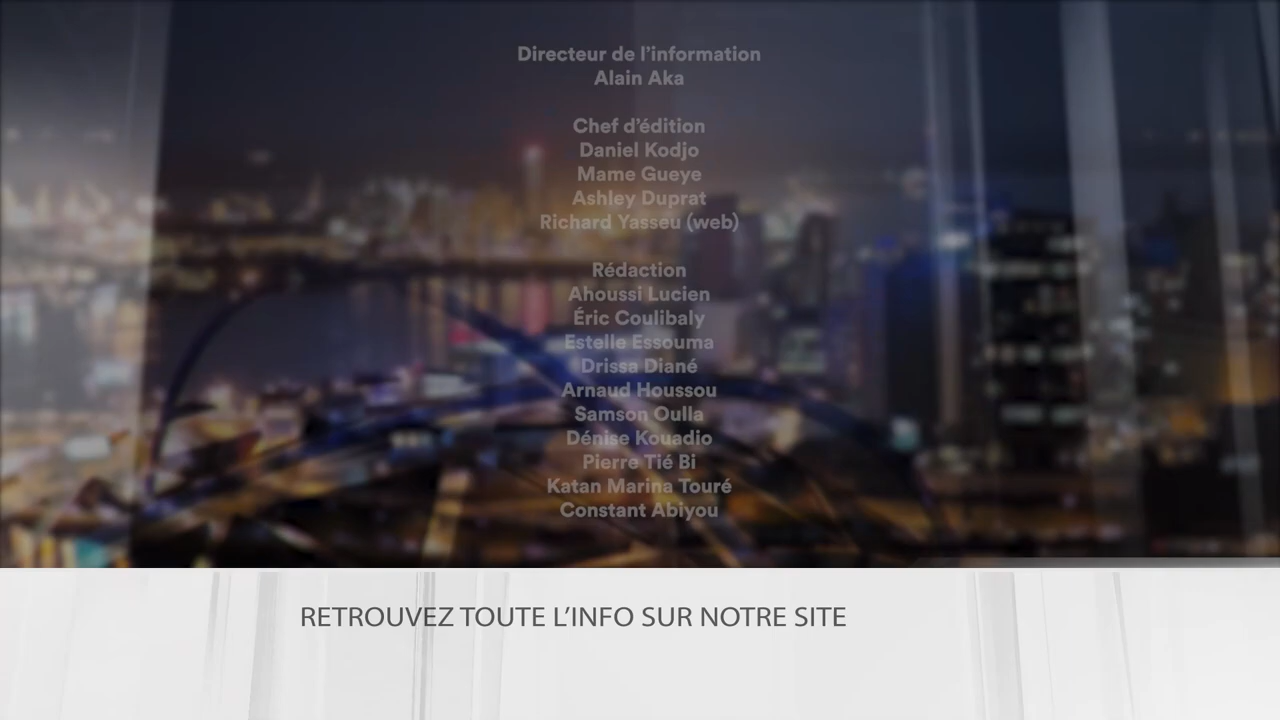 Directeur de l'information
Alain Aka
Chef d'édition
Daniel Kodjo
Mame Gueye
Ashley Duprat
Richard Yasseu (web)
Rédaction
Ahoussi Lucien
Éric Coulibaly
Estelle Essouma
Drissa Diané
Arnaud Houssou
Samson Oulla
Dénise Kouadio
Pierre Tié Bi
Katan Marina Touré
Constant Abiyou
RETROUVEZ TOUTE L'INFO SUR NOTRE SITE